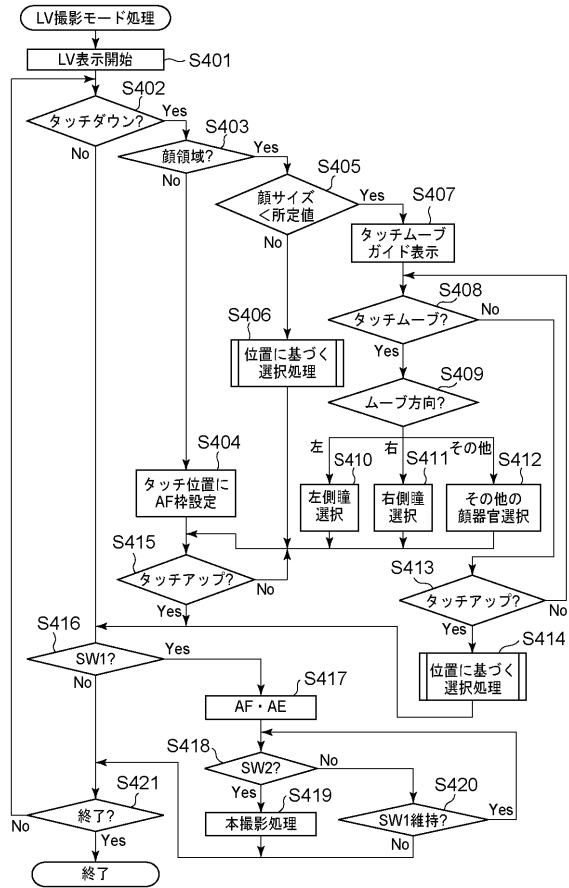 LV撮影モード処理
LV表示開始
S401
S402
タッチダウン?
Yes
No
S403
顔領域?
Yes
No
S405
顔サイズ
<所定値
Yes
No
S407
タッチムーブ
ガイド表示
S408
タッチムーブ?
No
Yes
S406
位置に基づく
選択処理
S409
ムーブ方向?
左
右
その他
S404
タッチ位置に
AF枠設定
S410
左側瞳
選択
S411
右側瞳
選択
S412
その他の
顔器官選択
S415
タッチアップ?
No
Yes
S413
タッチアップ?
No
Yes
S414
位置に基づく
選択処理
S416
SW1?
Yes
No
S417
AF・AE
S418
SW2?
No
Yes
S419
本撮影処理
S420
SW1維持?
Yes
No
S421
終了?
No
Yes
終了